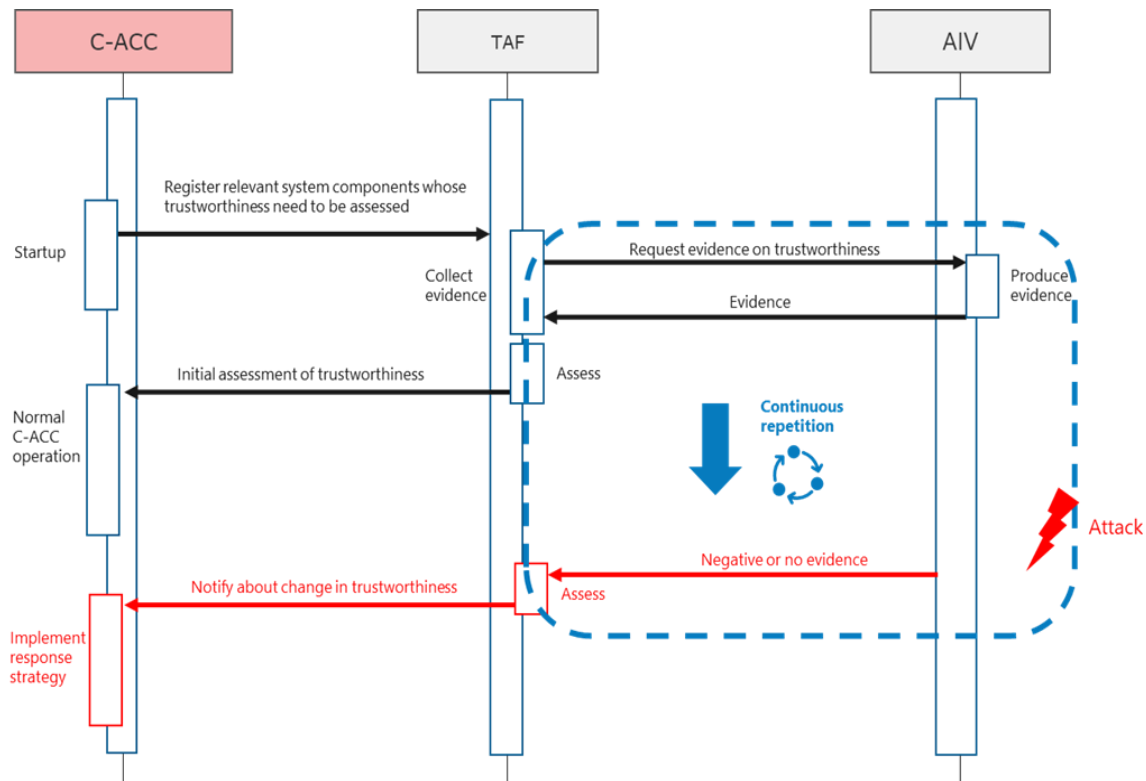 C-ACC
TAF
AIV
Register relevant system components whose
trustworthiness need to be assessed
Startup
Request evidence on trustworthiness
Collect
evidence
Produce
evidence
Evidence
Initial assessment of trustworthiness
Assess
Normal
C-ACC
operation
Continuous
repetition
Attack
Negative or no evidence
Notify about change in trustworthiness
Assess
Implement
response
strategy